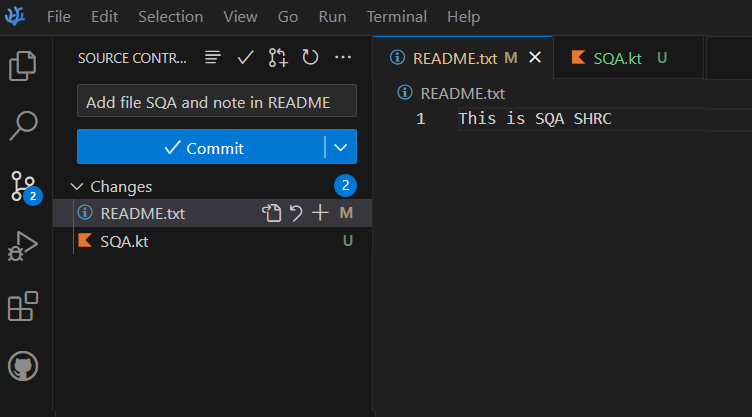 File Edit Selection View Go Run Terminal Help
SOURCE CONTR...
README.txt M
SQA.kt U
Add file SQA and note in README
README.txt
1 This is SQA SHRC
Commit
Changes 2
2
README.txt M
SQA.kt U